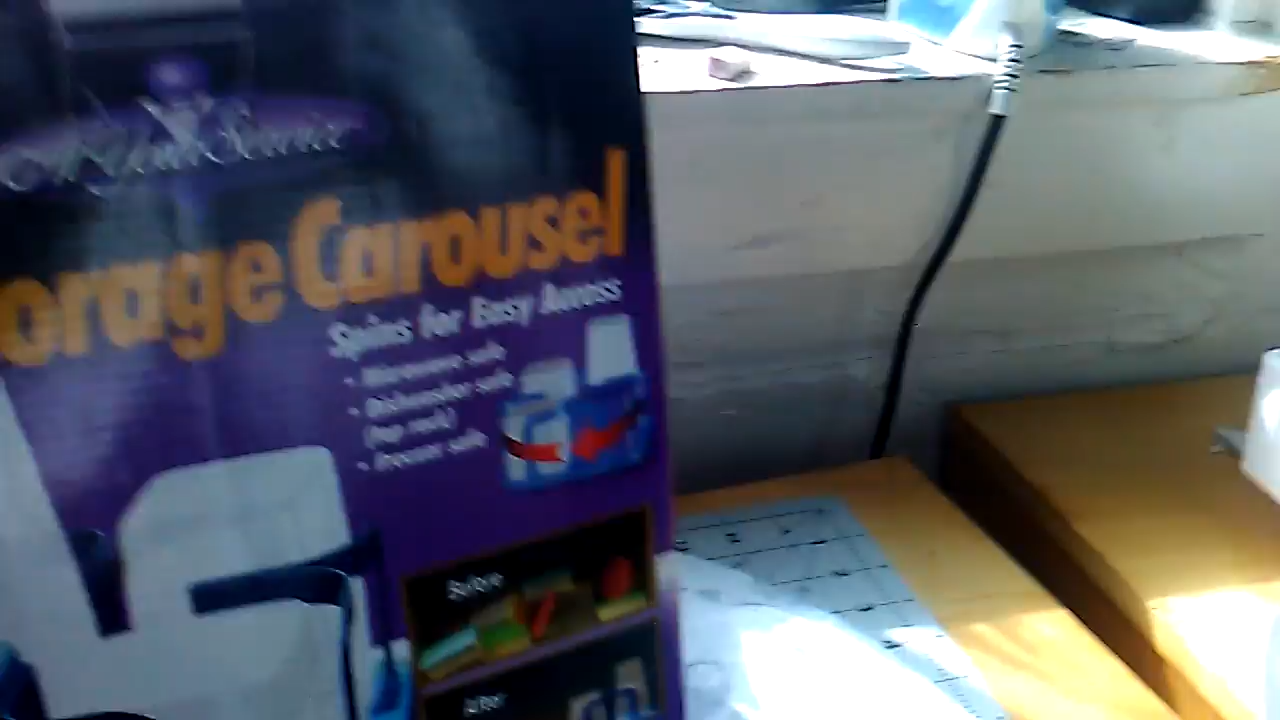 orage Carousel
Spins for Easy Access
• Microwave safe
• Dishwasher safe
(top rack)
• Freezer safe
Before
After